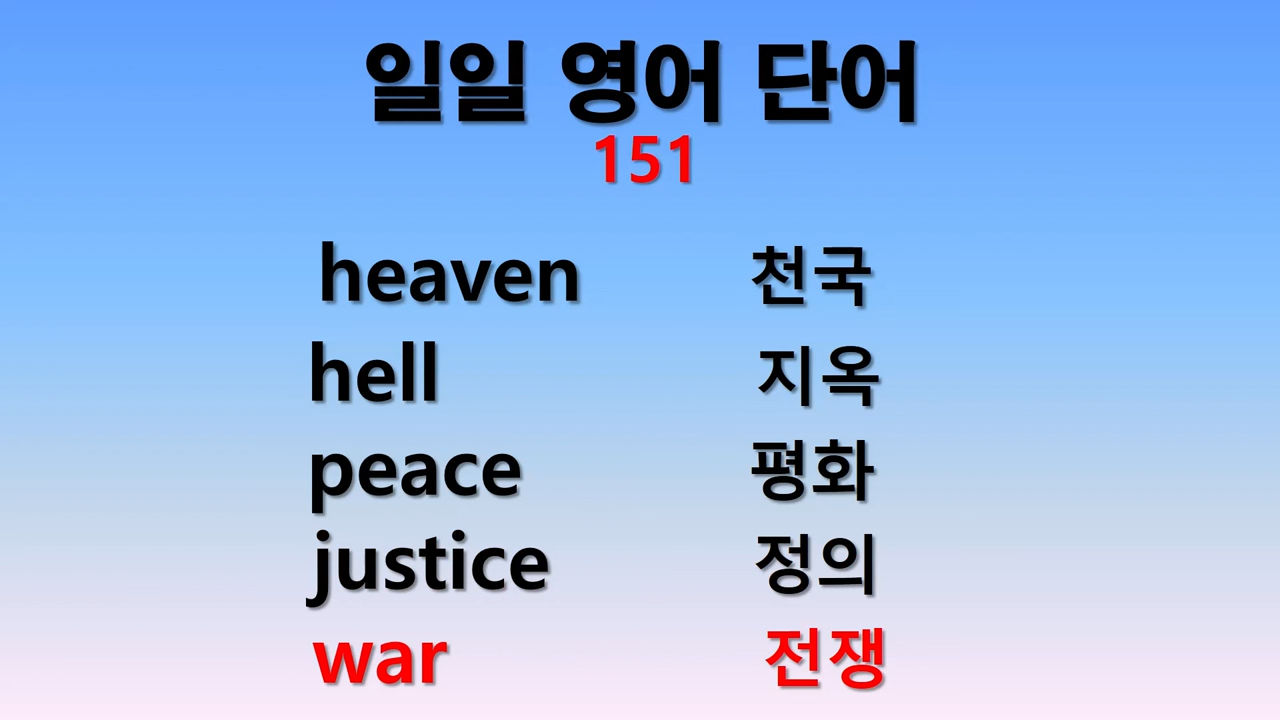 일일 영어 단어
151
heaven 천국
hell 지옥
peace 평화
justice 정의
war 전쟁